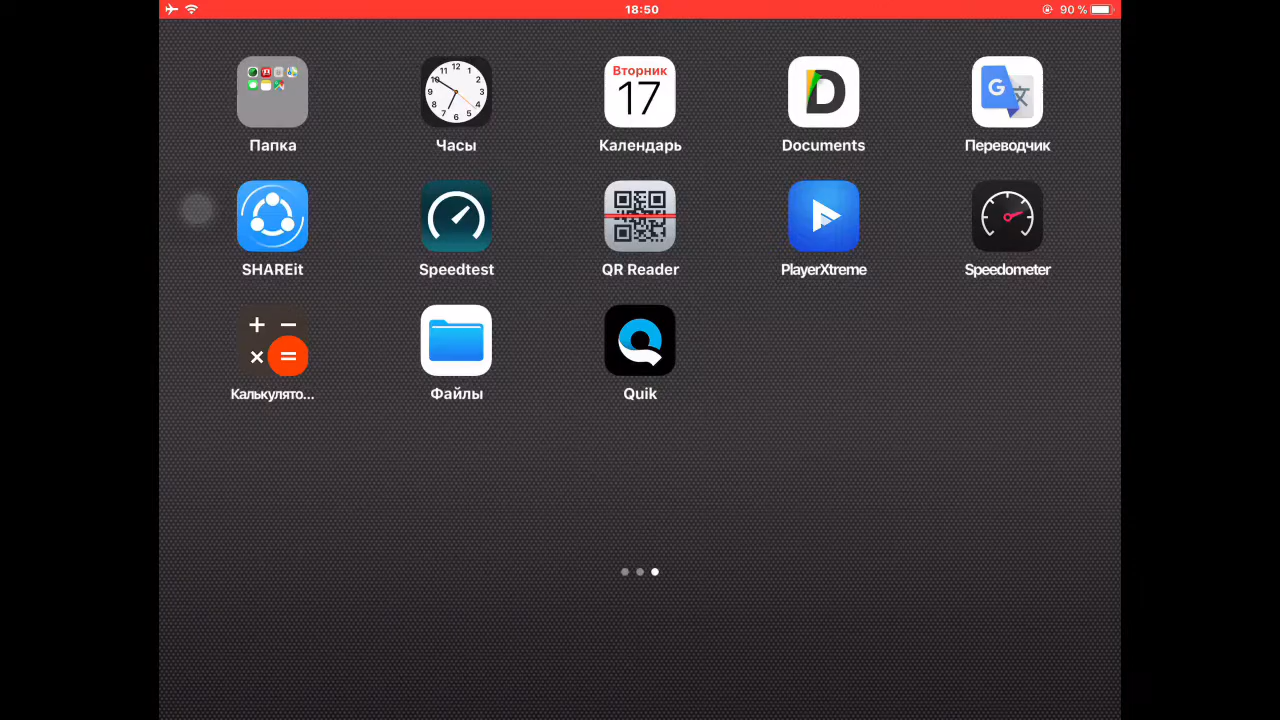 18:50
90 %
Папка
Часы
Вторник
17
Календарь
Documents
Переводчик
SHAREit
Speedtest
QR Reader
PlayerXtreme
Speedometer
Калькулято...
Файлы
Quik